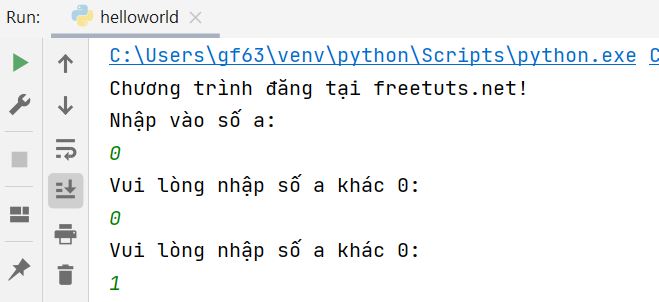 Run: helloworld
C:\Users\gf63\venv\python\Scripts\python.exe C
Chương trình đăng tại freetuts.net!
Nhập vào số a:
0
Vui lòng nhập số a khác 0:
0
Vui lòng nhập số a khác 0:
1